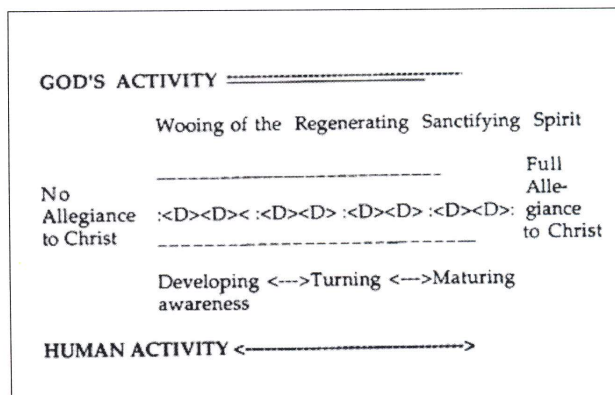 GOD'S ACTIVITY
Wooing of the Regenerating Sanctifying Spirit
No
Allegiance
to Christ
:<D><D>< :<D><D> :<D><D> :<D><D>:
Full
Alle-
giance
to Christ
Developing <--->Turning <--->Maturing
awareness
HUMAN ACTIVITY <------------------------->